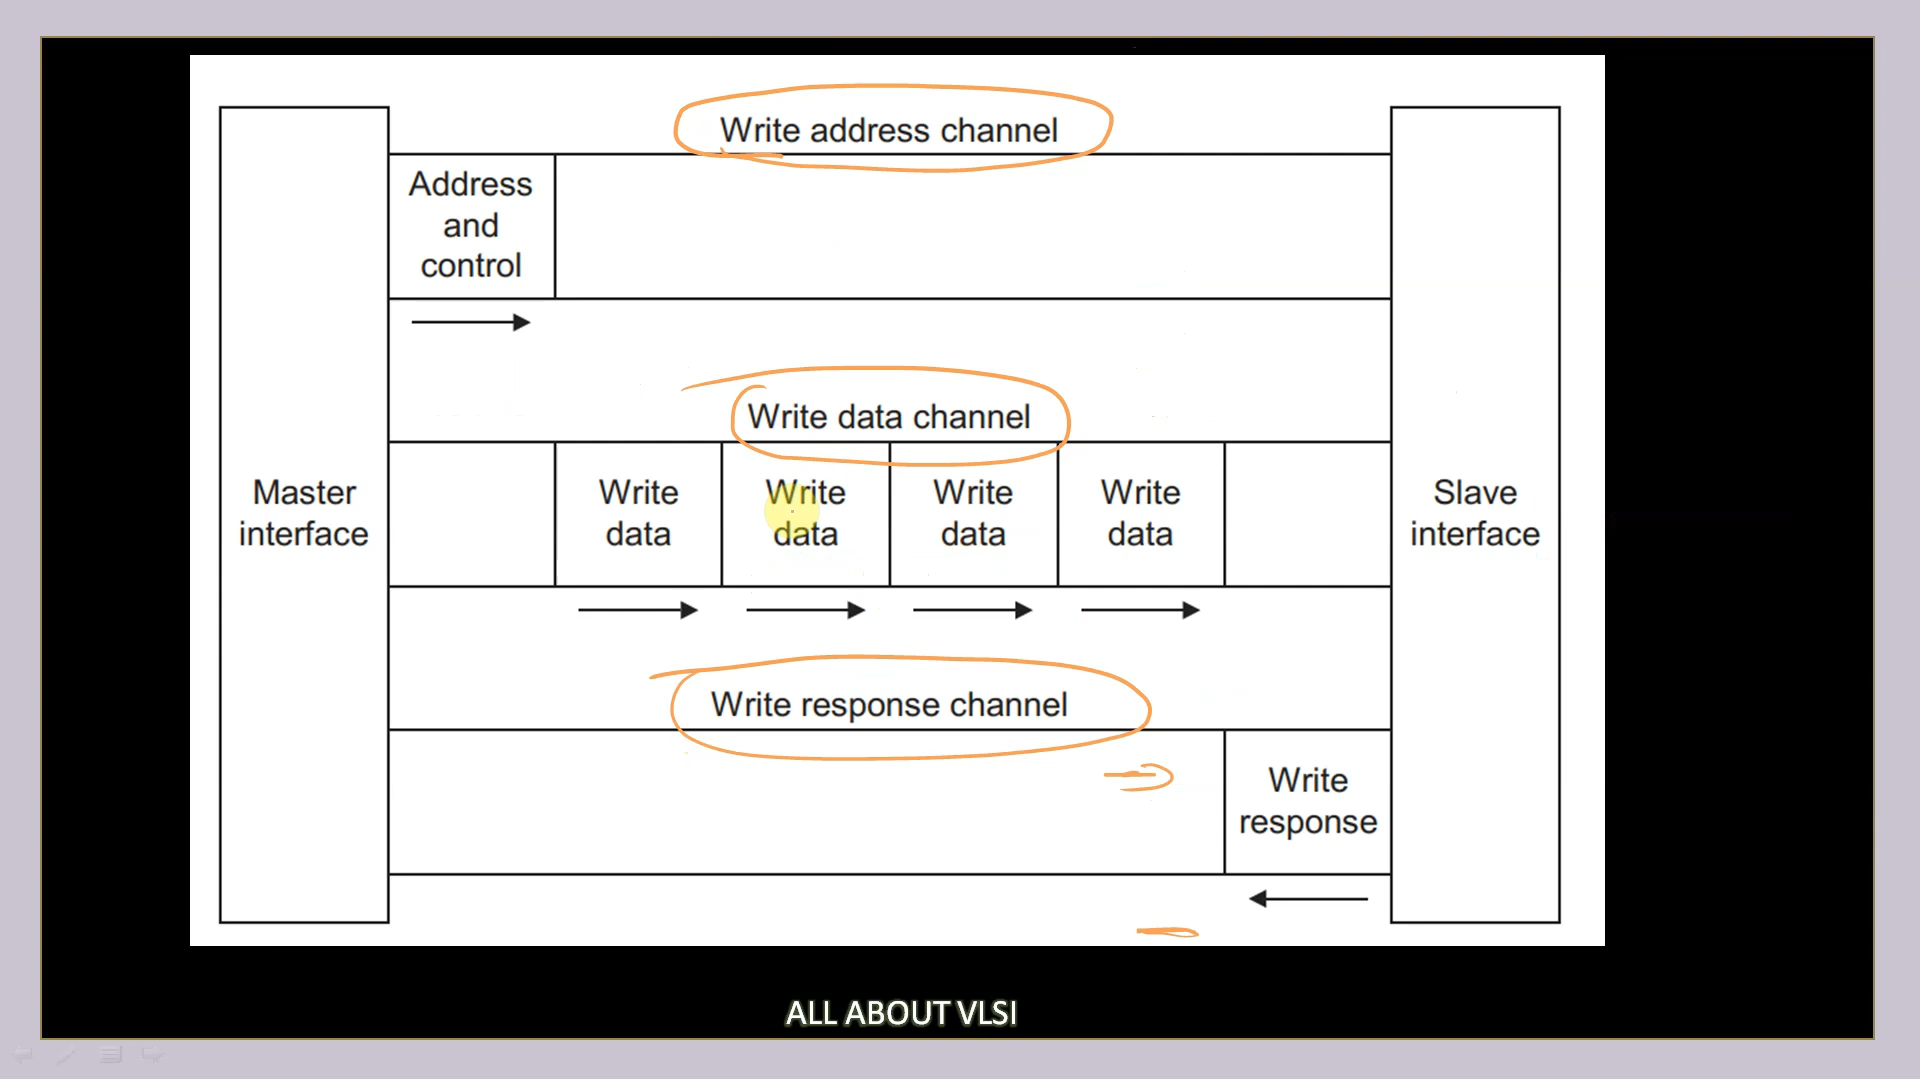 Write address channel
Address
and
control
Write data channel
Master
interface
Write
data
Write
data
Write
data
Write
data
Slave
interface
Write response channel
Write
response
ALL ABOUT VLSI